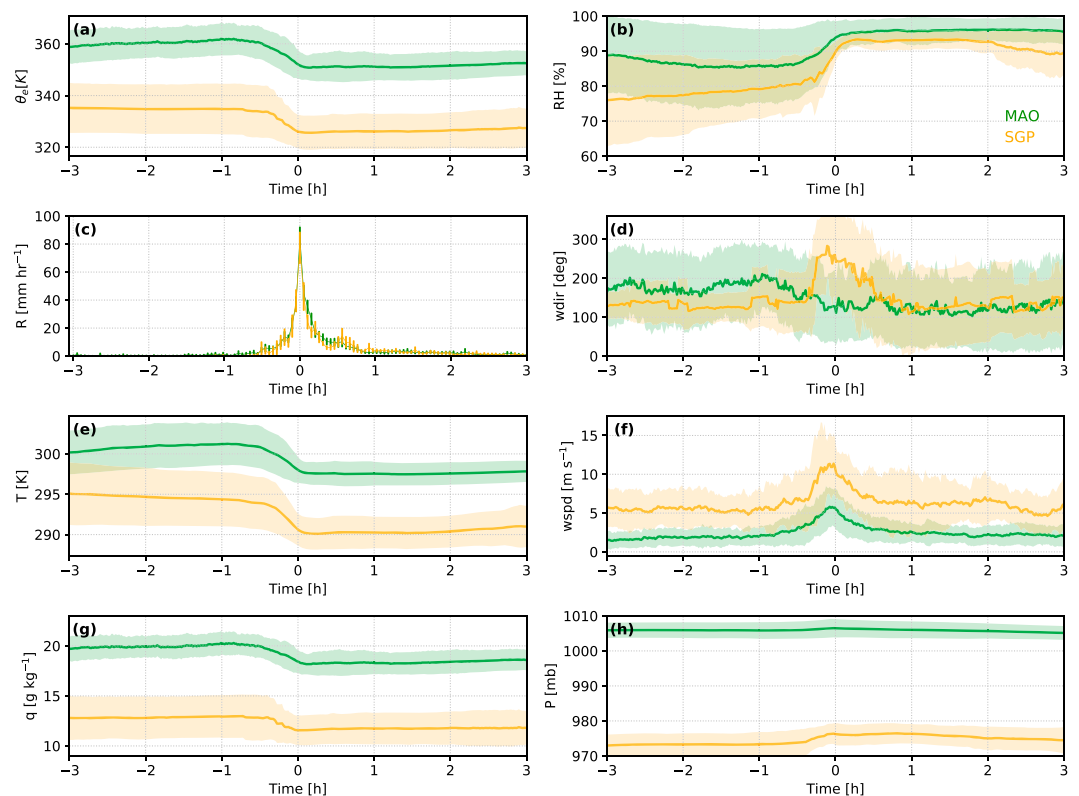 (a)
360
340
320
θe[K]
−3 −2 −1 0 1 2 3
Time [h]
(b)
100
90
80
70
60
RH [%]
MAO
SGP
−3 −2 −1 0 1 2 3
Time [h]
(c)
100
80
60
40
20
0
R [mm hr−1]
−3 −2 −1 0 1 2 3
Time [h]
(d)
300
200
100
0
wdir [deg]
−3 −2 −1 0 1 2 3
Time [h]
(e)
300
295
290
T [K]
−3 −2 −1 0 1 2 3
Time [h]
(f)
15
10
5
0
wspd [m s−1]
−3 −2 −1 0 1 2 3
Time [h]
(g)
20
15
10
q [g kg−1]
−3 −2 −1 0 1 2 3
Time [h]
(h)
1010
1000
990
980
970
P [mb]
−3 −2 −1 0 1 2 3
Time [h]